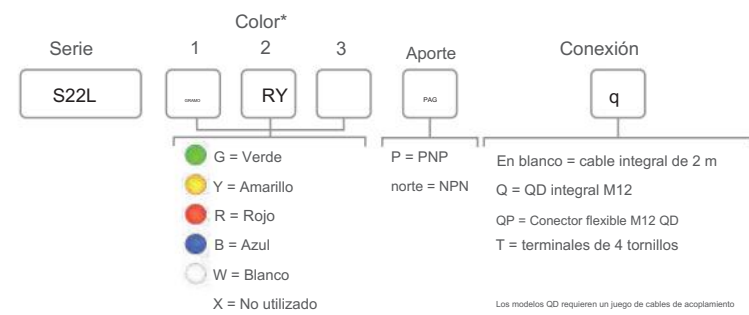 Color*
Serie 1 2 3 Aporte Conexión
S22L GRAMO RY PAG q
G = Verde
Y = Amarillo
R = Rojo
B = Azul
W = Blanco
X = No utilizado
P = PNP
norte = NPN
En blanco = cable integral de 2 m
Q = QD integral M12
QP = Conector flexible M12 QD
T = terminales de 4 tornillos
Los modelos QD requieren un juego de cables de acoplamiento